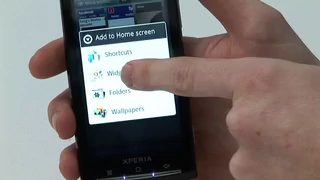 Add to Home screen
Shortcuts
Folders
Wallpapers
XPERIA